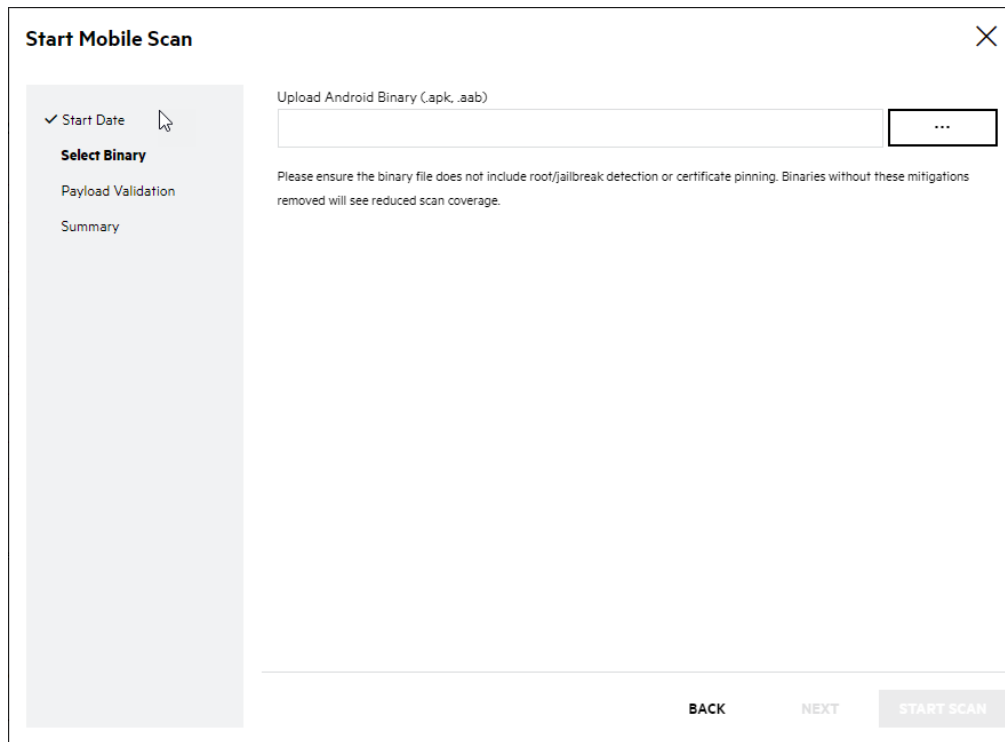 Start Mobile Scan
Start Date
Select Binary
Payload Validation
Summary
Upload Android Binary (.apk, .aab)
...
Please ensure the binary file does not include root/jailbreak detection or certificate pinning. Binaries without these mitigations
removed will see reduced scan coverage.
BACK
NEXT
START SCAN